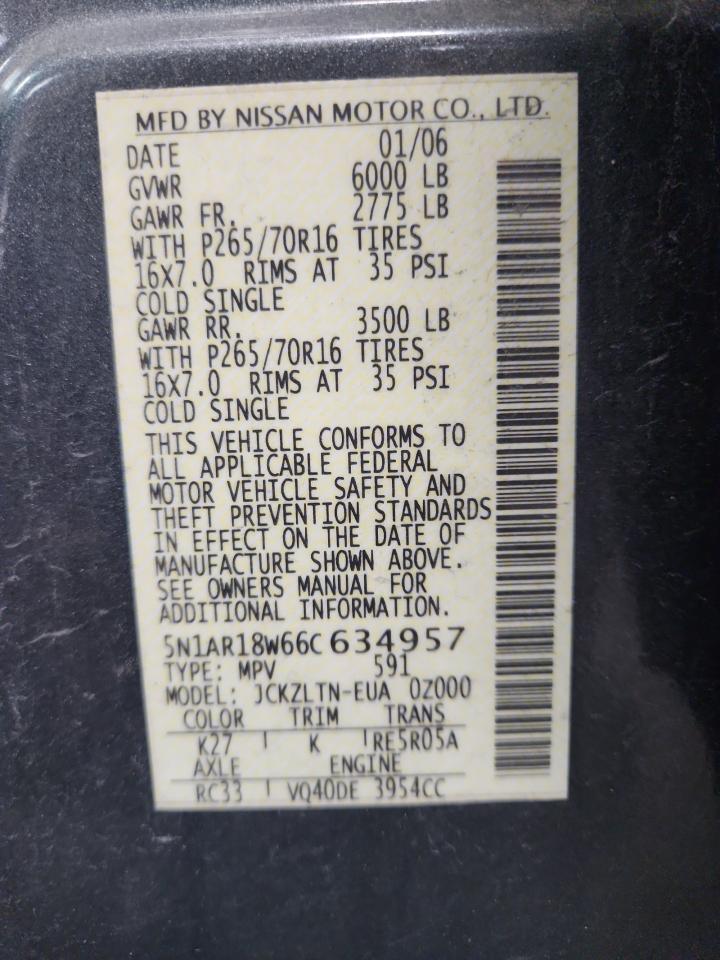 MFD BY NISSAN MOTOR CO., LTD.
DATE 01/06
GVWR 6000 LB
GAWR FR. 2775 LB
WITH P265/70R16 TIRES
16X7.0 RIMS AT 35 PSI
COLD SINGLE
GAWR RR. 3500 LB
WITH P265/70R16 TIRES
16X7.0 RIMS AT 35 PSI
COLD SINGLE
THIS VEHICLE CONFORMS TO
ALL APPLICABLE FEDERAL
MOTOR VEHICLE SAFETY AND
THEFT PREVENTION STANDARDS
IN EFFECT ON THE DATE OF
MANUFACTURE SHOWN ABOVE.
SEE OWNERS MANUAL FOR
ADDITIONAL INFORMATION.
5N1AR18W66C634957
TYPE: MPV 591
MODEL: JCKZLTN-EUA 0Z000
COLOR TRIM TRANS
K27 K RE5R05A
AXLE ENGINE
RC33 VQ40DE 3954CC